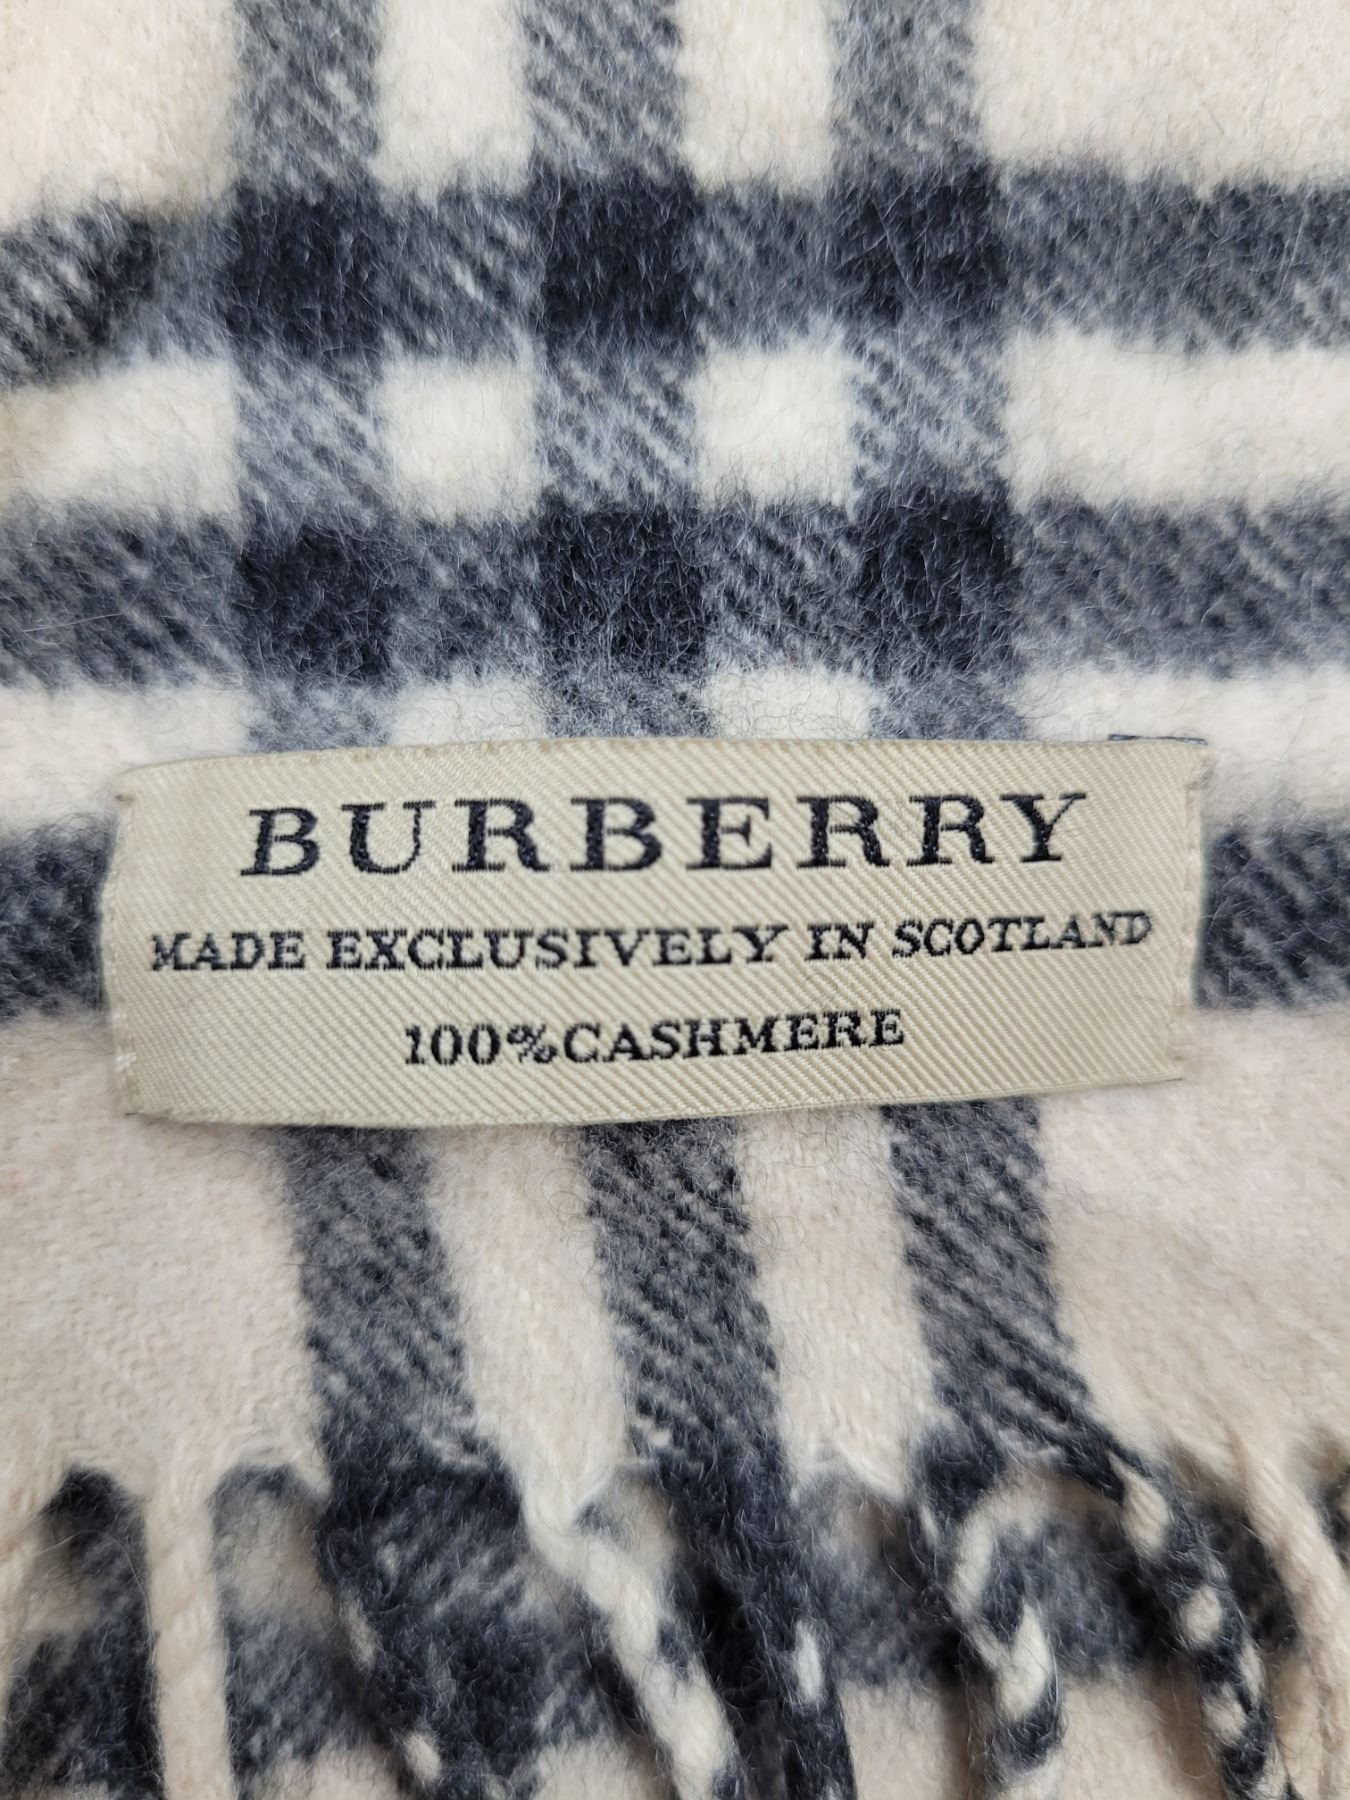 BURBERRY
MADE EXCLUSIVELY IN SCOTLAND
100%CASHMERE